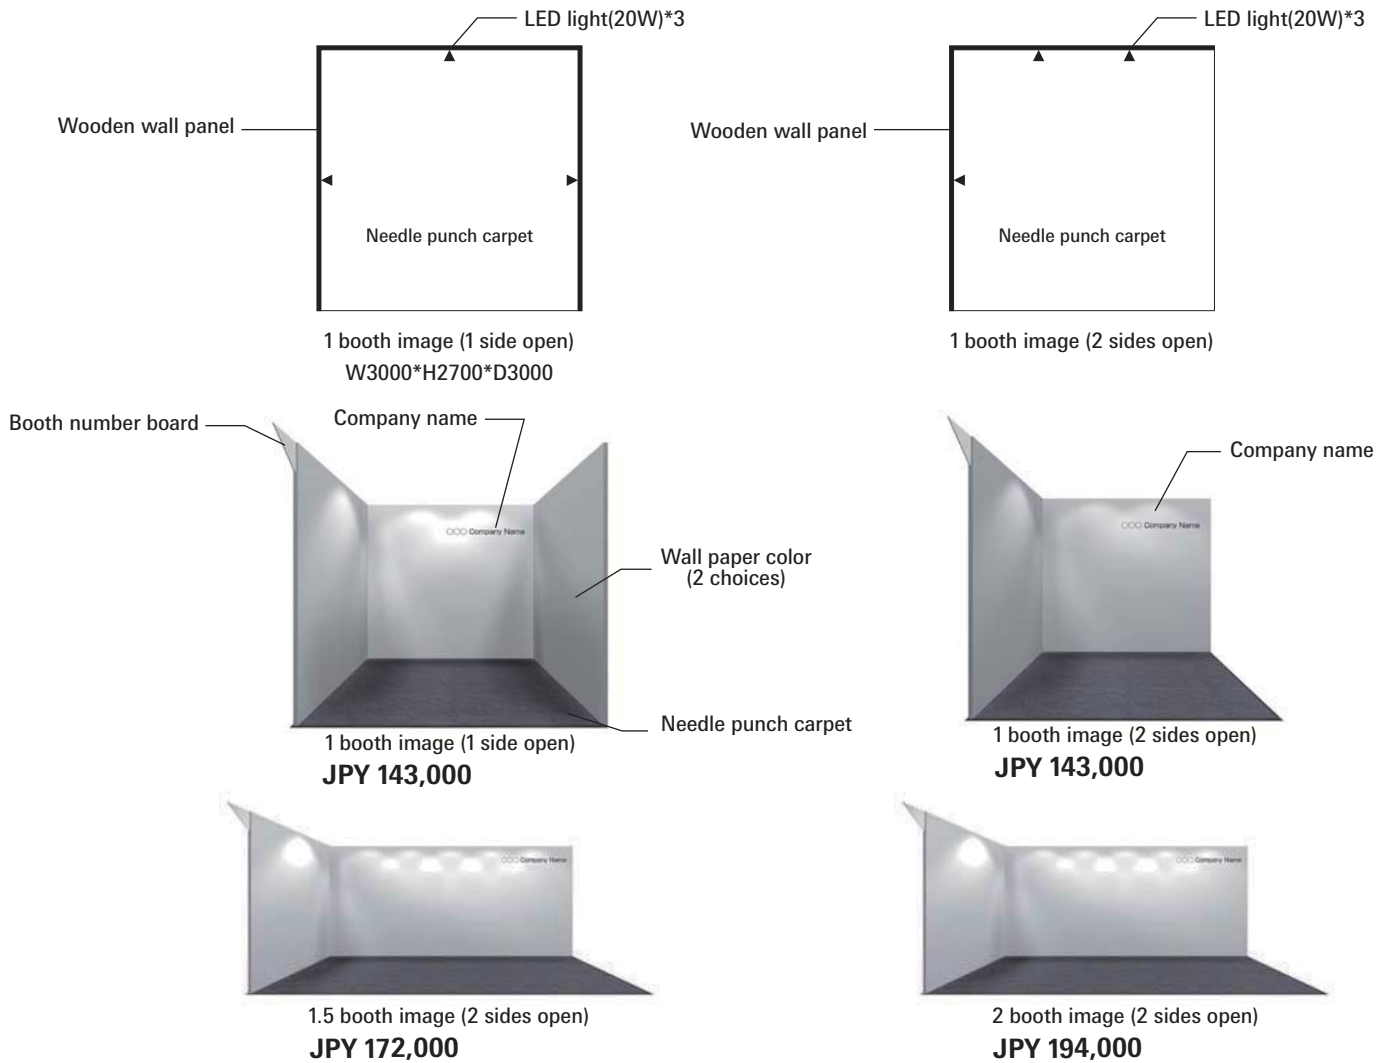 LED light(20W)*3
LED light(20W)*3
Wooden wall panel
Wooden wall panel
Needle punch carpet
Needle punch carpet
1 booth image (1 side open)
W3000*H2700*D3000
1 booth image (2 sides open)
Booth number board
Company name
Company name
○○○ Company Name
○○○ Company Name
Wall paper color
(2 choices)
Needle punch carpet
1 booth image (1 side open)
JPY 143,000
1 booth image (2 sides open)
JPY 143,000
○○○ Company Name
○○○ Company Name
1.5 booth image (2 sides open)
JPY 172,000
2 booth image (2 sides open)
JPY 194,000